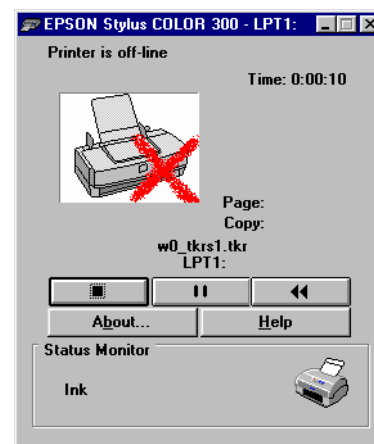 EPSON Stylus COLOR 300 - LPT1:
Printer is off-line
Time: 0:00:10
Page:
Copy:
w0_tkrs1.tkr
LPT1:
About... Help
Status Monitor
Ink